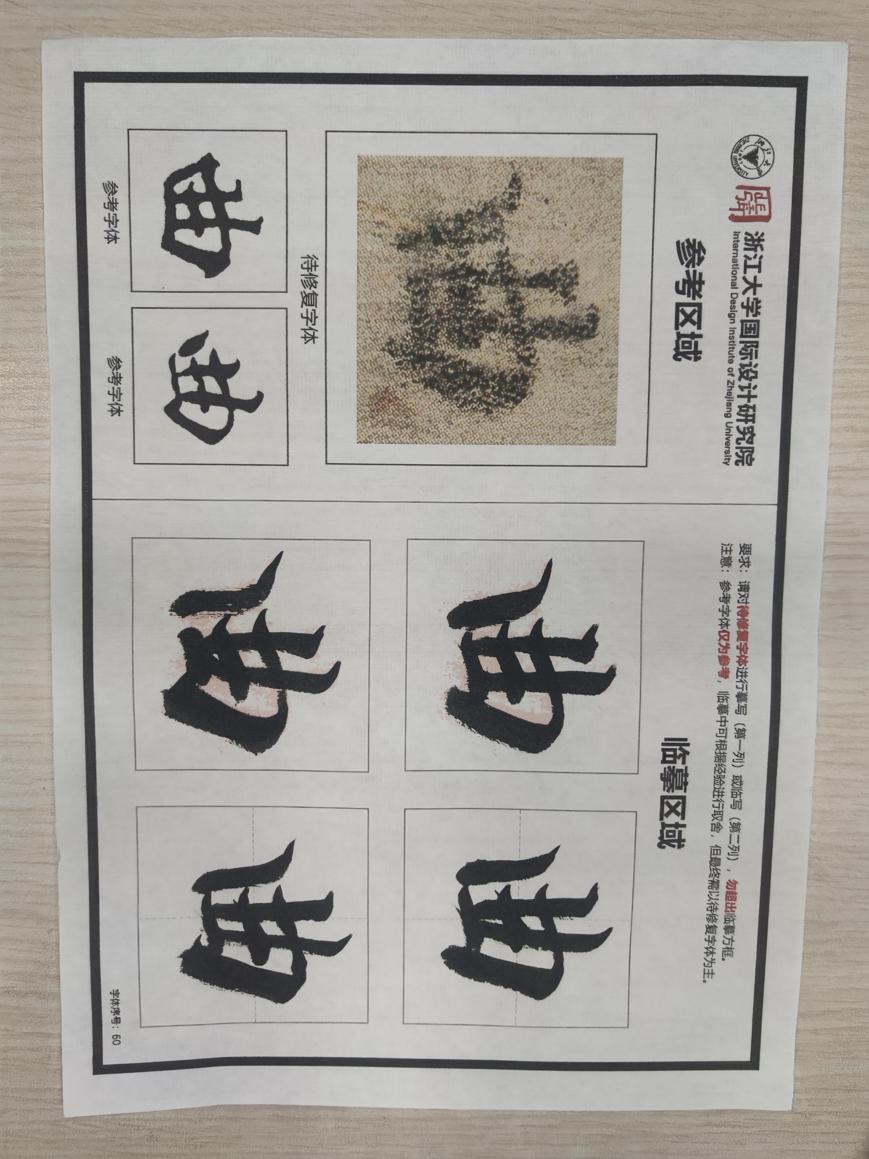 浙江大学国际设计研究院
International Design Institute of Zhejiang University
参考区域
曲
待修复字体
曲
曲
参考字体
参考字体
要求：请对待修复字体进行摹写（第一列）或临写（第二列），勿超出临摹方框。
注意：参考字体仅为参考，临摹中可根据经验进行取舍，但最终需以待修复字体为主。
临摹区域
曲
曲
曲
曲
字体序号：60